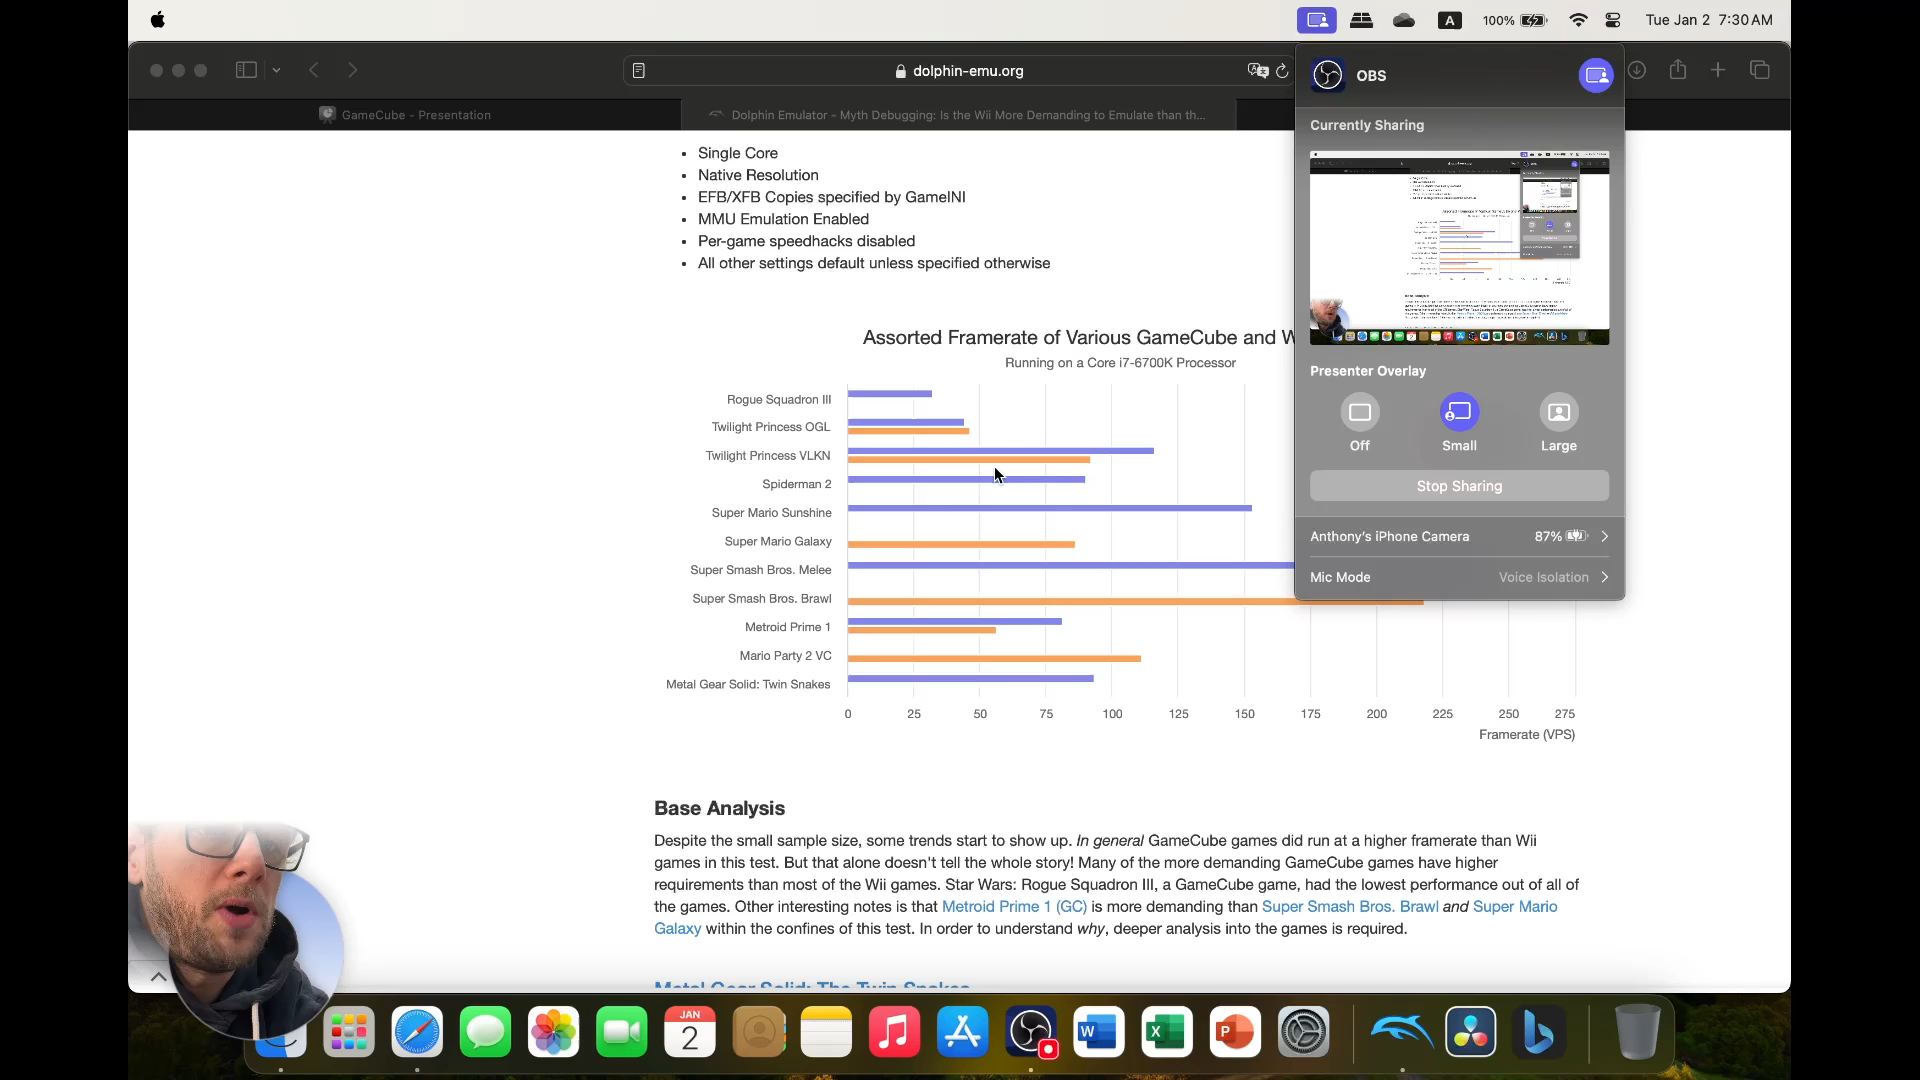 100%
Tue Jan 2 7:30 AM
dolphin-emu.org
GameCube - Presentation
Dolphin Emulator - Myth Debugging: Is the Wii More Demanding to Emulate than th...
• Single Core
• Native Resolution
• EFB/XFB Copies specified by GameINI
• MMU Emulation Enabled
• Per-game speedhacks disabled
• All other settings default unless specified otherwise
Assorted Framerate of Various GameCube and W
Running on a Core i7-6700K Processor
Rogue Squadron III
Twilight Princess OGL
Twilight Princess VLKN
Spiderman 2
Super Mario Sunshine
Super Mario Galaxy
Super Smash Bros. Melee
Super Smash Bros. Brawl
Metroid Prime 1
Mario Party 2 VC
Metal Gear Solid: Twin Snakes
0 25 50 75 100 125 150 175 200 225 250 275
Framerate (VPS)
OBS
Currently Sharing
Presenter Overlay
Off Small Large
Stop Sharing
Anthony's iPhone Camera 87%
Mic Mode Voice Isolation
Base Analysis
Despite the small sample size, some trends start to show up. In general GameCube games did run at a higher framerate than Wii
games in this test. But that alone doesn't tell the whole story! Many of the more demanding GameCube games have higher
requirements than most of the Wii games. Star Wars: Rogue Squadron III, a GameCube game, had the lowest performance out of all of
the games. Other interesting notes is that Metroid Prime 1 (GC) is more demanding than Super Smash Bros. Brawl and Super Mario
Galaxy within the confines of this test. In order to understand why, deeper analysis into the games is required.
Metal Gear Solid: The Twin Snakes
JAN
2